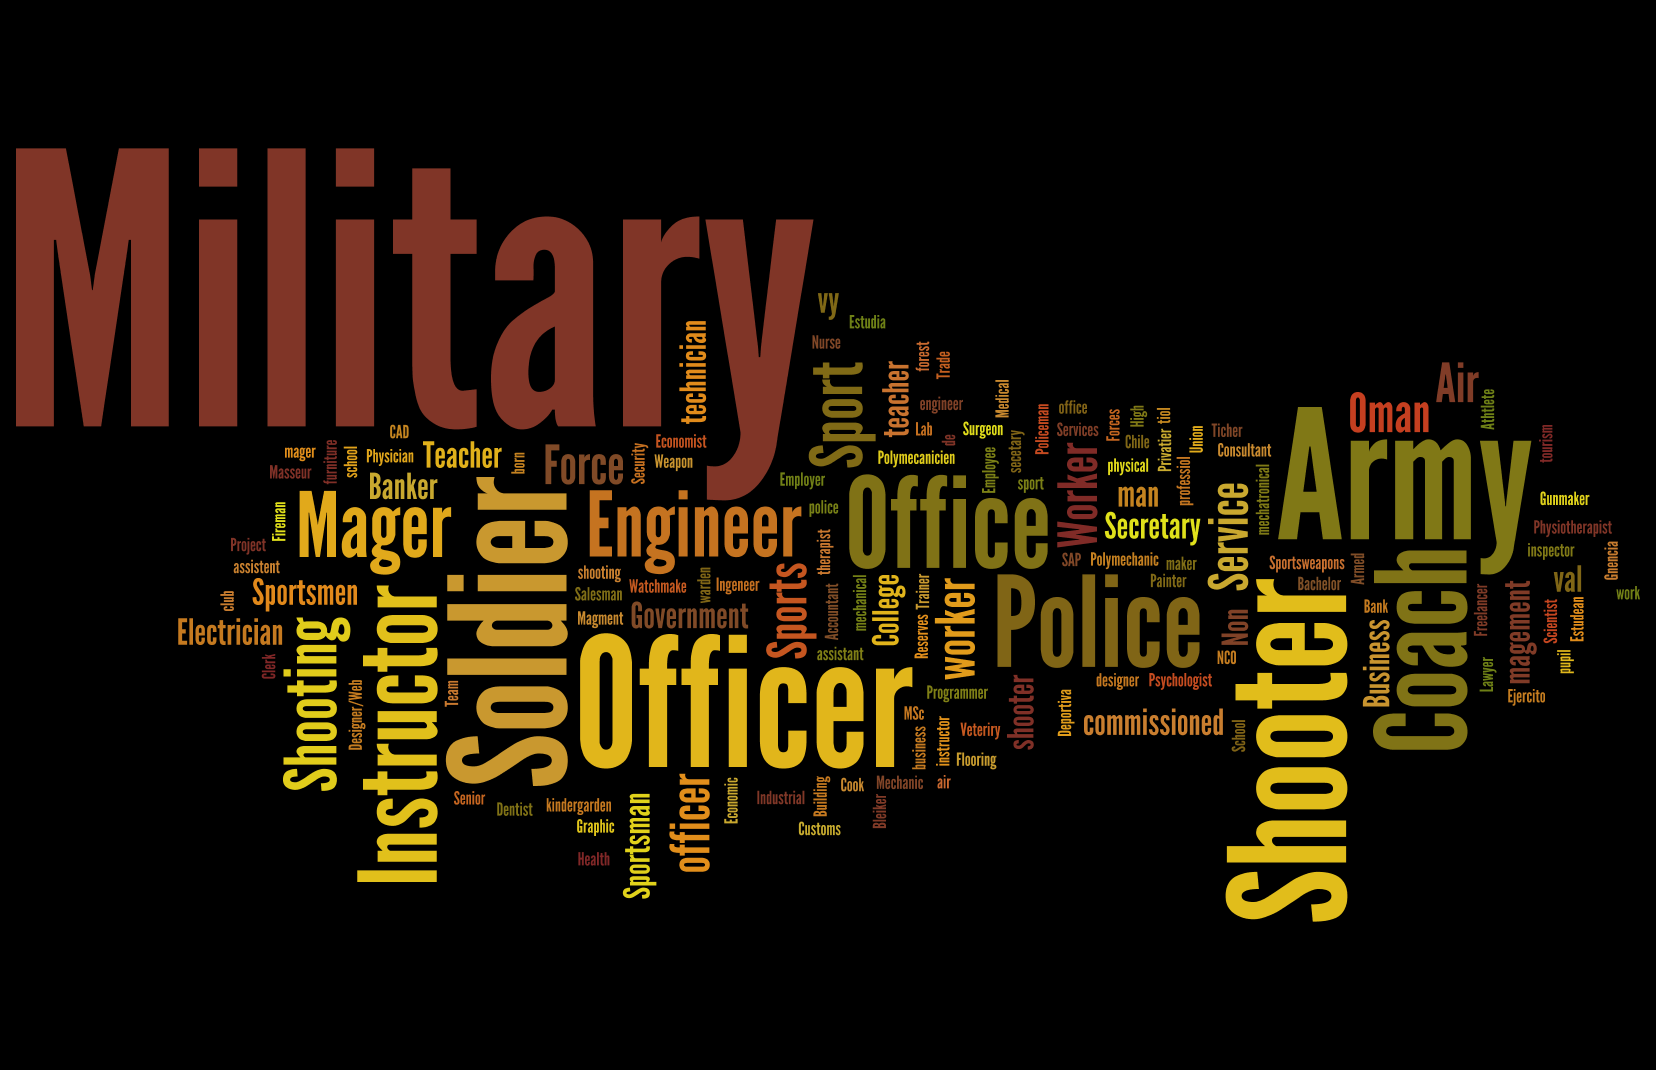 Military
vy
Estudia
Nurse
technician
Sport
teacher
forest
Trade
engineer
Lab
de
Surgeon
Medical
secetary
Policeman
office
Services
Forces
High
Chile
Privatier
tiol
professiol
Union
Ticher
Consultant
Air
Oman
Athtlete
tourism
Army
CAD
mager
Masseur
furniture
school
Physician
Teacher
born
Force
Security
Economist
Weapon
Polymecanicien
Employer
Employee
sport
Worker
physical
man
Secretary
Service
mechatronical
Gunmaker
Physiotherapist
inspector
Gnencia
Banker
Fireman
Mager
Soldier
Engineer
police
therapist
Office
SAP
Polymechanic
maker
Painter
Sportsweapons
Bachelor
Armed
Coach
val
work
Project
assistent
club
Sportsmen
Electrician
Clerk
Shooting
Instructor
Designer/Web
Team
shooting
Salesman
Magment
Watchmake
warden
Ingeneer
Government
Sports
Accountant
mechanical
assistant
College
Reserves
Trainer
worker
Police
Non
NCO
Shooter
Bank
Business
Freelancer
Lawyer
magement
Scientist
Estudean
pupil
Ejercito
Officer
Programmer
MSc
business
instructor
Veteriry
Flooring
shooter
Deportiva
designer
Psychologist
commissioned
School
Senior
Dentist
kindergarden
Graphic
Health
Sportsman
officer
Economic
Industrial
Building
Customs
Cook
Mechanic
Bleiker
air